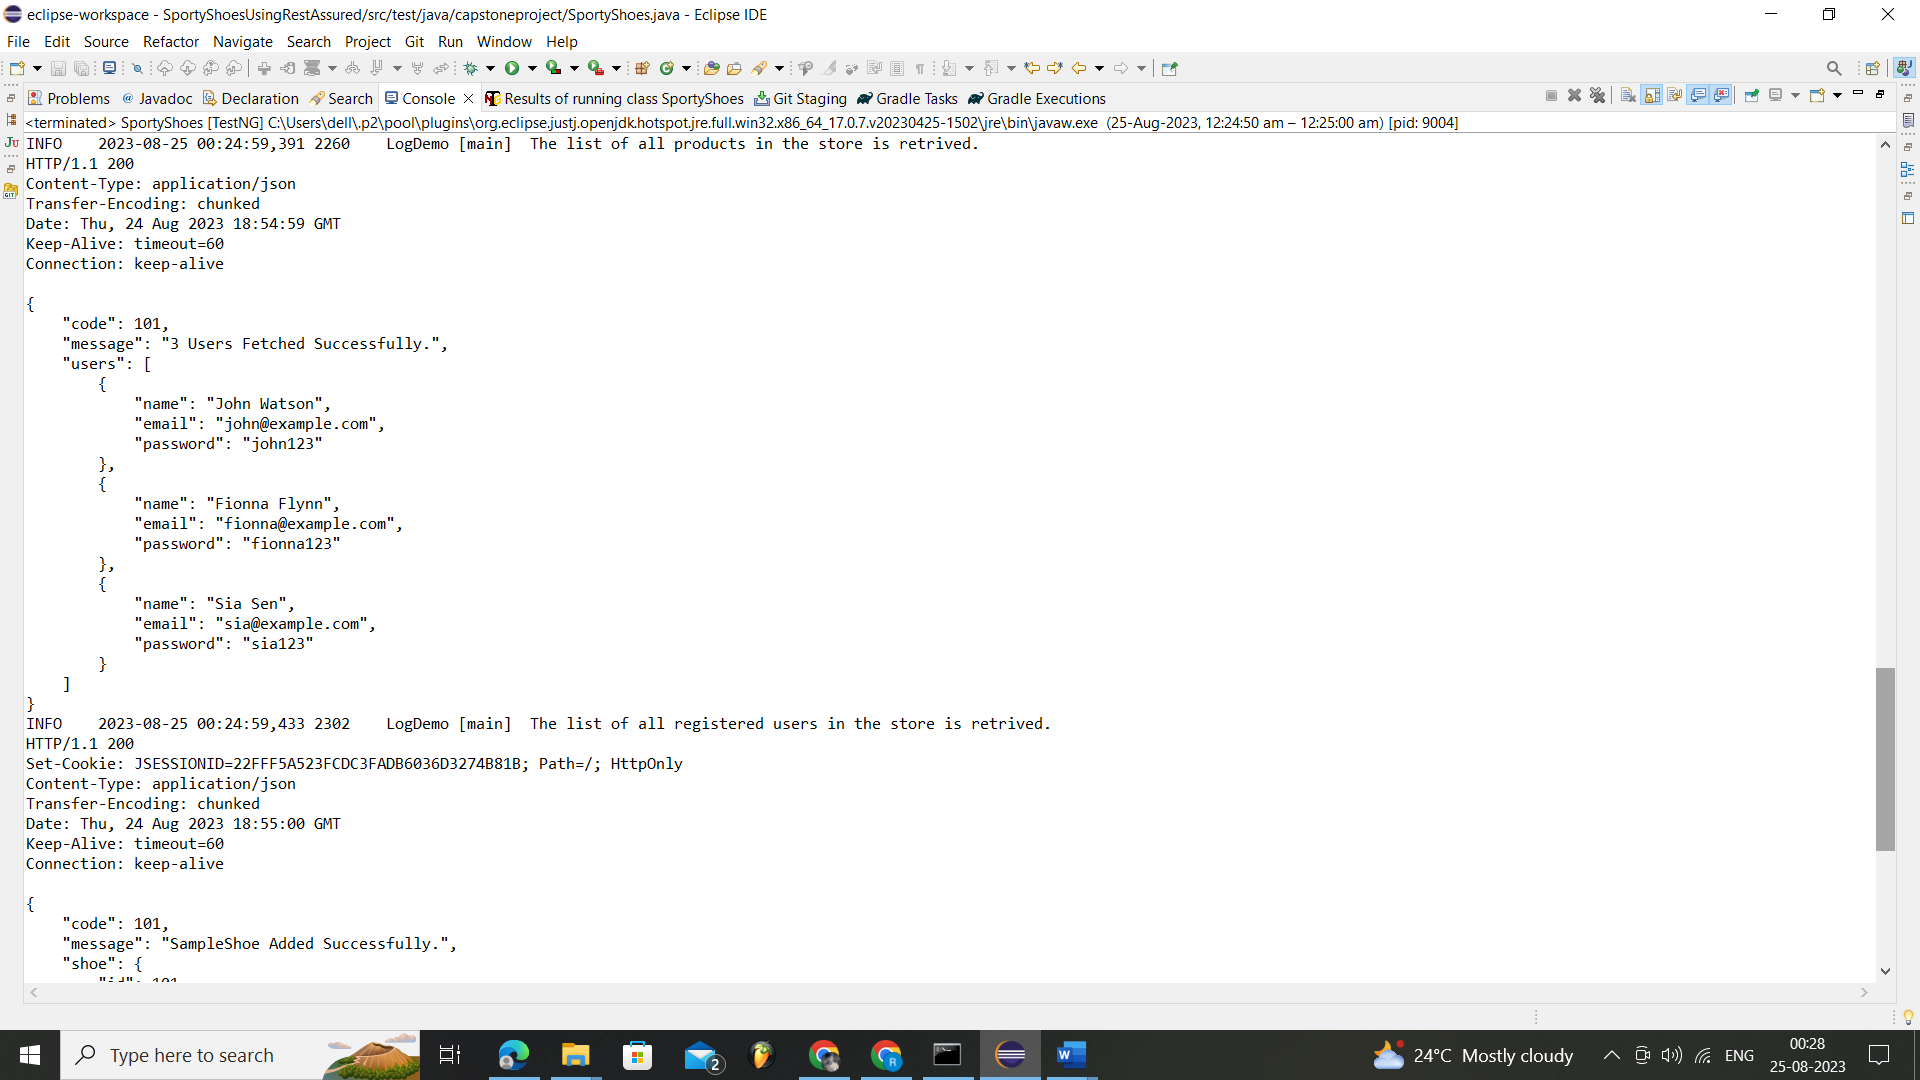 eclipse-workspace - SportyShoesUsingRestAssured/src/test/java/capstoneproject/SportyShoes.java - Eclipse IDE
File Edit Source Refactor Navigate Search Project Git Run Window Help
Problems Javadoc Declaration Search Console Results of running class SportyShoes Git Staging Gradle Tasks Gradle Executions
<terminated> SportyShoes [TestNG] C:\Users\dell\.p2\pool\plugins\org.eclipse.justj.openjdk.hotspot.jre.full.win32.x86_64_17.0.7.v20230425-1502\jre\bin\javaw.exe (25-Aug-2023, 12:24:50 am – 12:25:00 am) [pid: 9004]
INFO    2023-08-25 00:24:59,391 2260    LogDemo [main]  The list of all products in the store is retrived.
HTTP/1.1 200
Content-Type: application/json
Transfer-Encoding: chunked
Date: Thu, 24 Aug 2023 18:54:59 GMT
Keep-Alive: timeout=60
Connection: keep-alive
{
    "code": 101,
    "message": "3 Users Fetched Successfully.",
    "users": [
        {
            "name": "John Watson",
            "email": "john@example.com",
            "password": "john123"
        },
        {
            "name": "Fionna Flynn",
            "email": "fionna@example.com",
            "password": "fionna123"
        },
        {
            "name": "Sia Sen",
            "email": "sia@example.com",
            "password": "sia123"
        }
    ]
}
INFO    2023-08-25 00:24:59,433 2302    LogDemo [main]  The list of all registered users in the store is retrived.
HTTP/1.1 200
Set-Cookie: JSESSIONID=22FFF5A523FCDC3FADB6036D3274B81B; Path=/; HttpOnly
Content-Type: application/json
Transfer-Encoding: chunked
Date: Thu, 24 Aug 2023 18:55:00 GMT
Keep-Alive: timeout=60
Connection: keep-alive
{
    "code": 101,
    "message": "SampleShoe Added Successfully.",
    "shoe": {
        "id": 101
Type here to search
2
24°C Mostly cloudy
ENG
00:28
25-08-2023